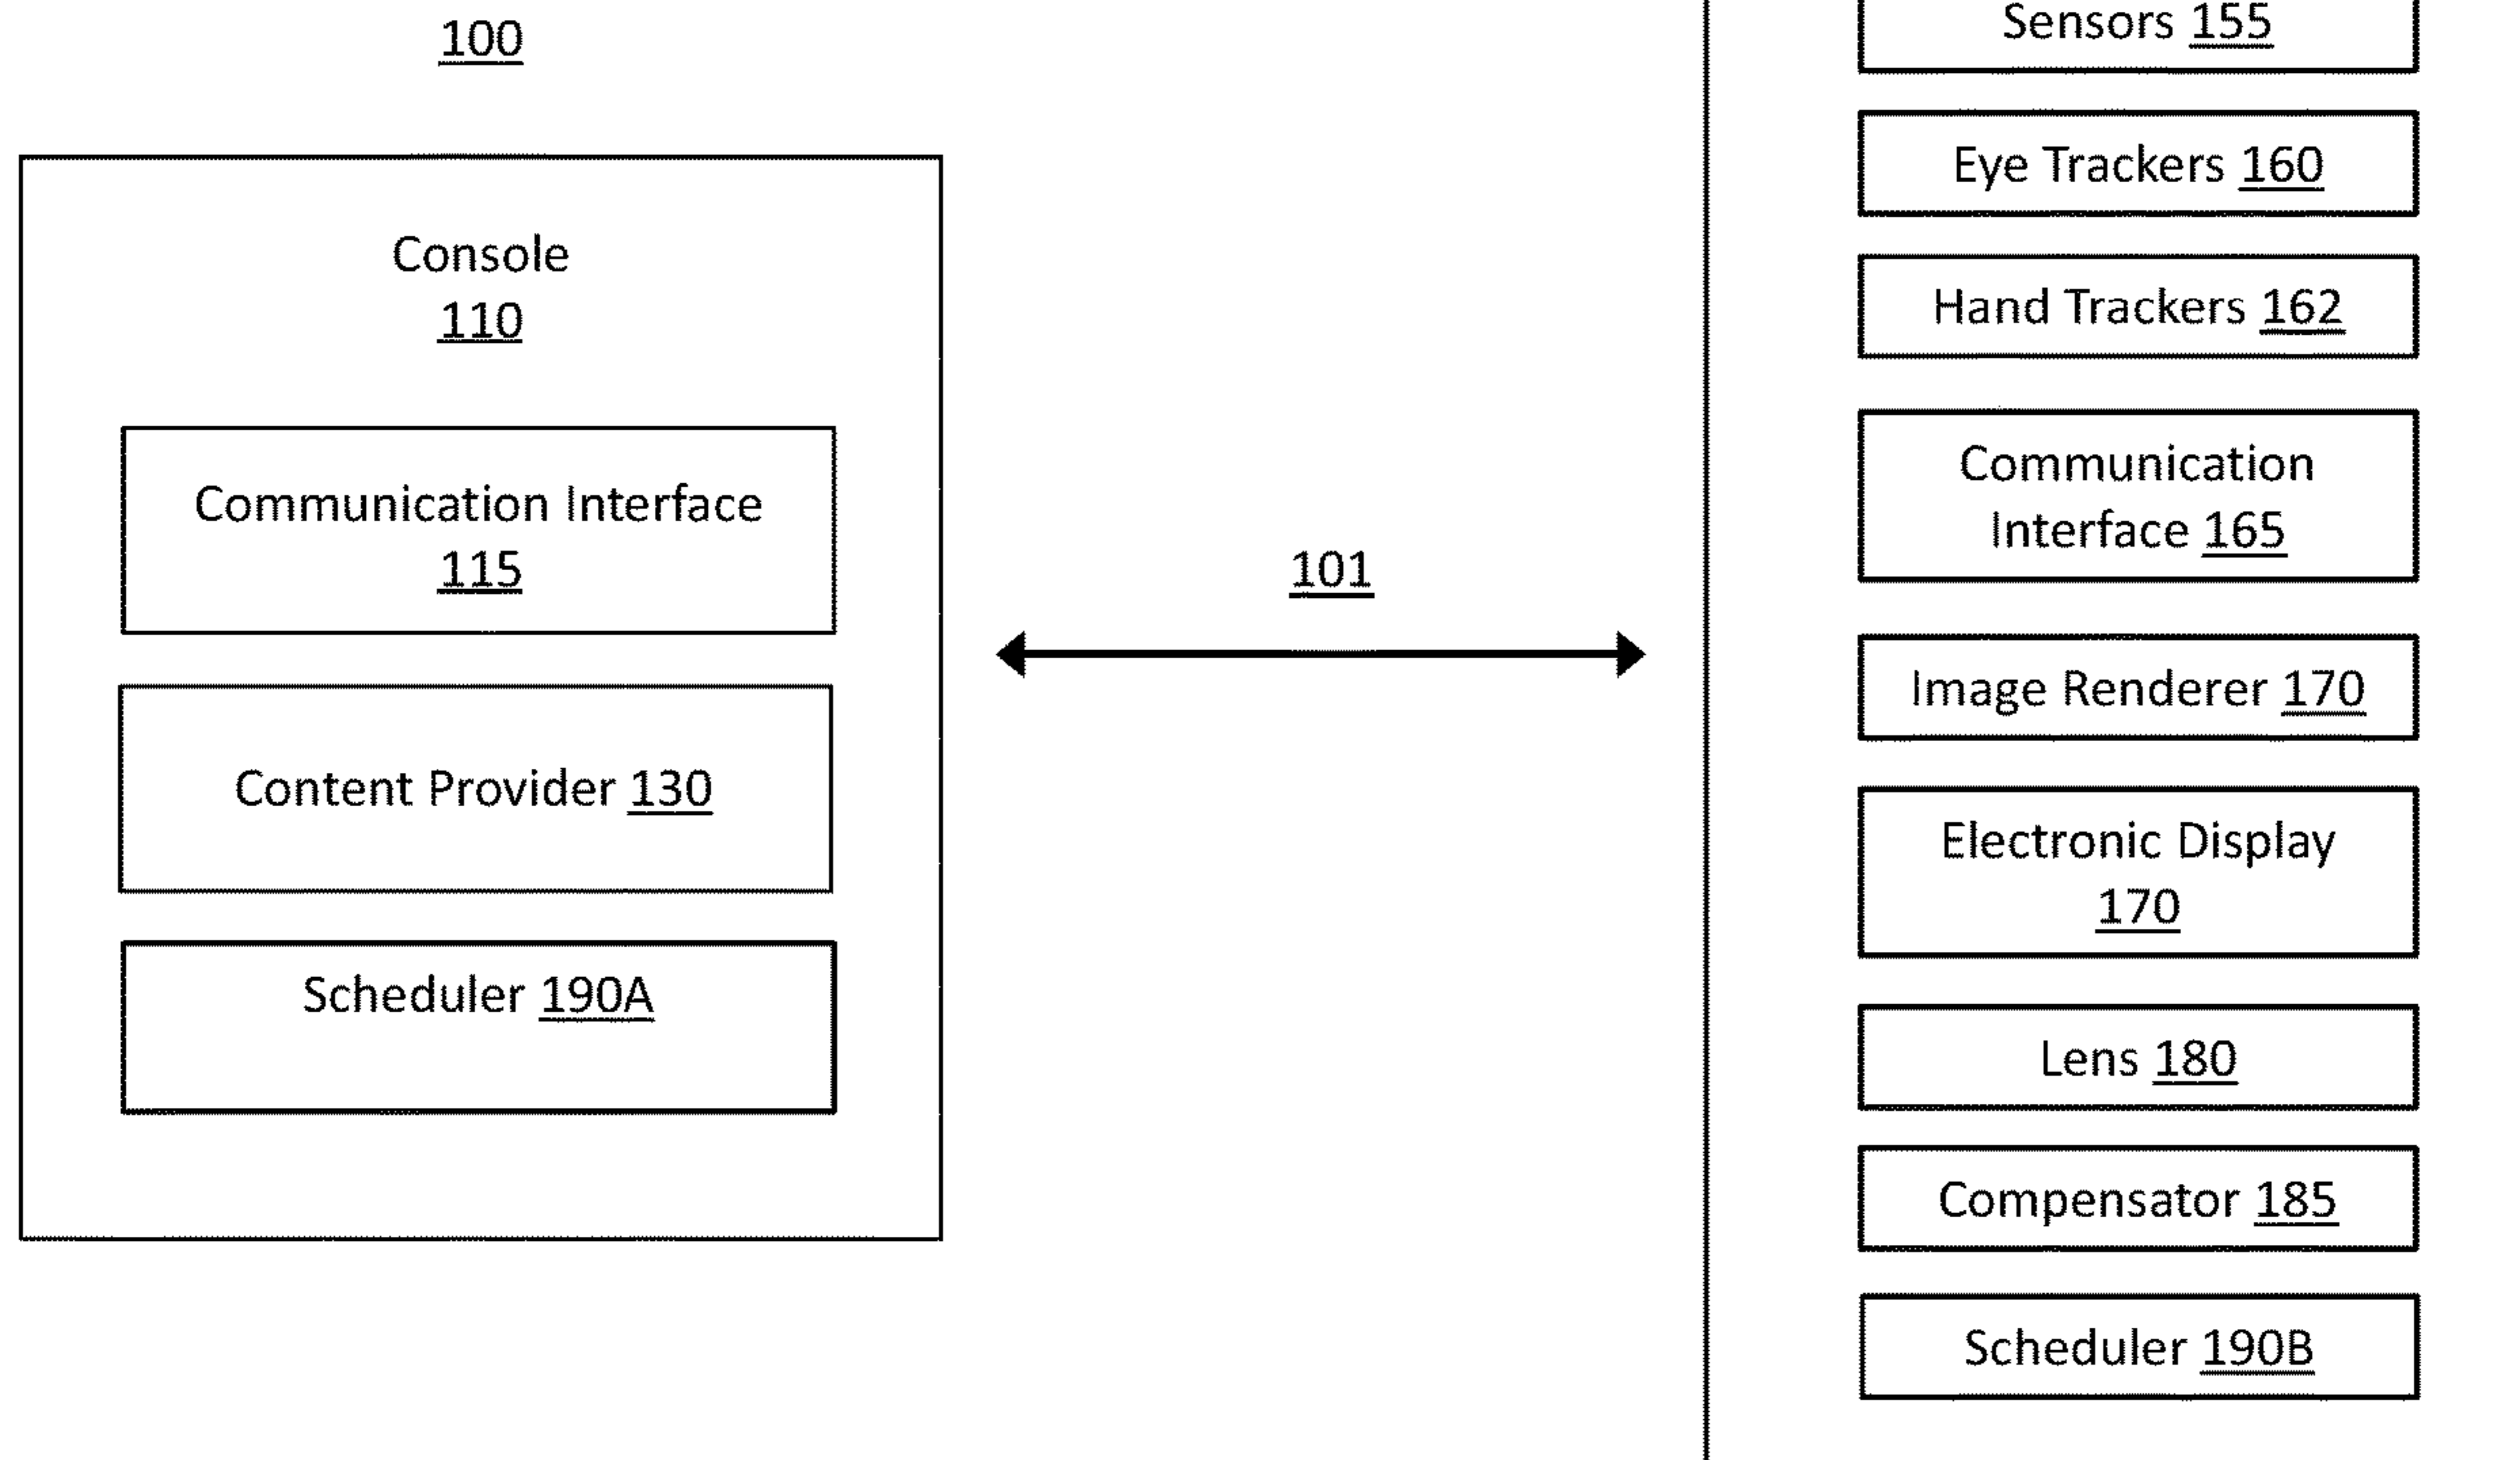 100
Console
110
Communication Interface
115
Content Provider 130
Scheduler 190A
101
Sensors 155
Eye Trackers 160
Hand Trackers 162
Communication
Interface 165
Image Renderer 170
Electronic Display
170
Lens 180
Compensator 185
Scheduler 190B